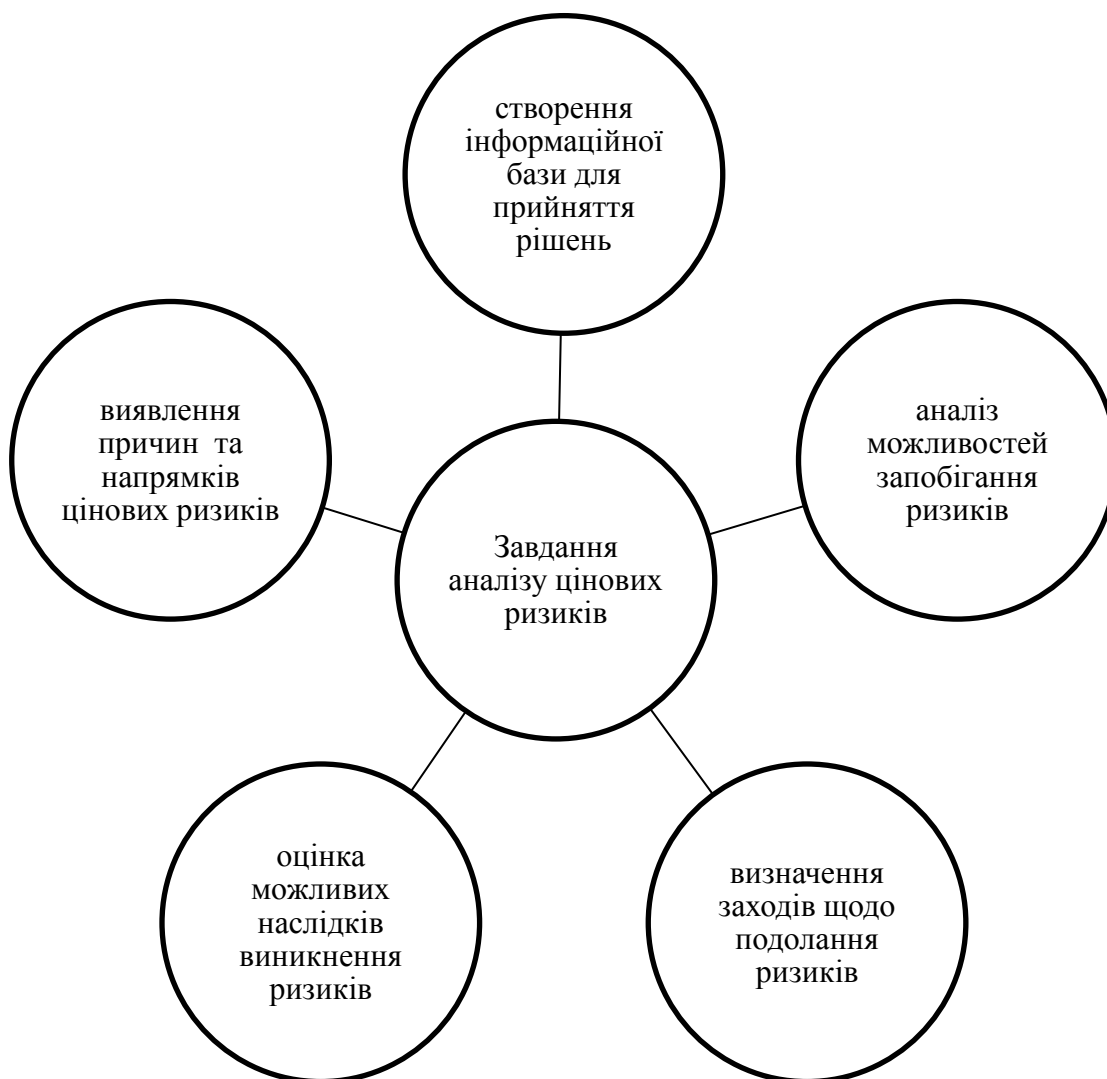 створення
інформаційної
бази для
прийняття
рішень
виявлення
причин та
напрямків
цінових ризиків
аналіз
можливостей
запобігання
ризиків
Завдання
аналізу цінових
ризиків
оцінка
можливих
наслідків
виникнення
ризиків
визначення
заходів щодо
подолання
ризиків